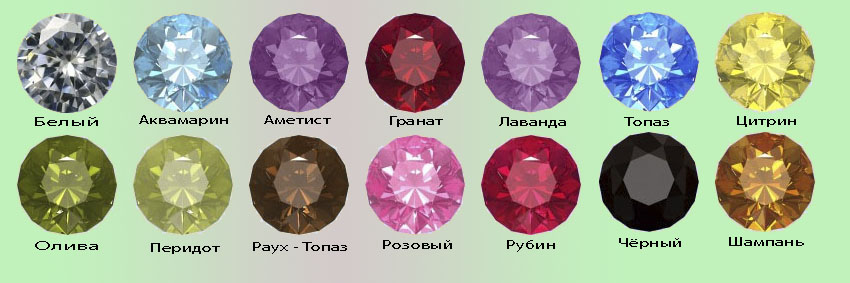 Белый Аквамарин Аметист Гранат Лаванда Топаз Цитрин
Олива Перидот Раух - Топаз Розовый Рубин Чёрный Шампань